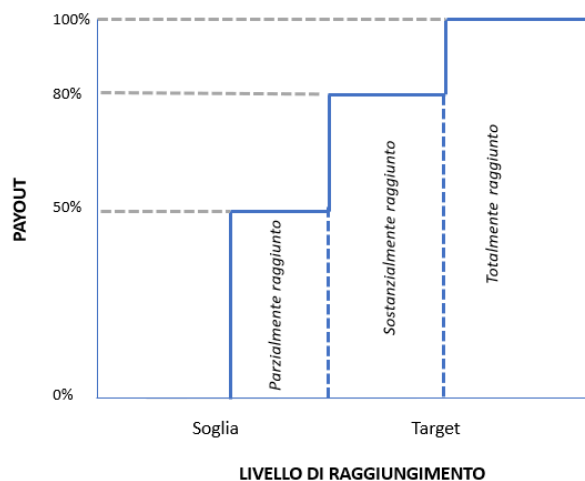 100%
80%
50%
0%
PAYOUT
Parzialmente raggiunto
Sostanzialmente raggiunto
Totalmente raggiunto
Soglia
Target
LIVELLO DI RAGGIUNGIMENTO